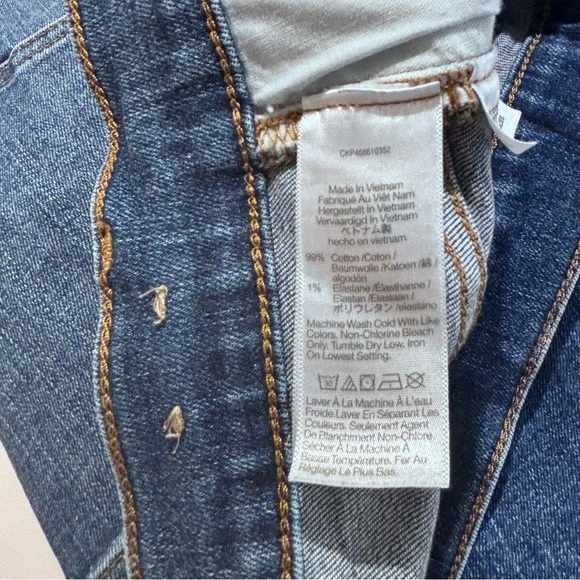 CKP468610352
Made In Vietnam
Fabriqué Au Viêt Nam
Hergestellt In Vietnam
Vervaardigd In Vietnam
ベトナム製
hecho en vietnam
99% Cotton /Coton /
Baumwolle /Katoen /綿 /
algodón
1% Elastane /Élasthanne /
Elastan /Elastaan /
ポリウレタン /elastano
Machine Wash Cold With Like
Colors. Non-Chlorine Bleach
Only. Tumble Dry Low. Iron
On Lowest Setting.
Laver À La Machine À L'eau
Froide.Laver En Séparant Les
Couleurs. Seulement Agent
De Blanchiment Non-Chlore
Sécher À La Machine À
Basse Température. Fer Au
Réglage Le Plus Bas.